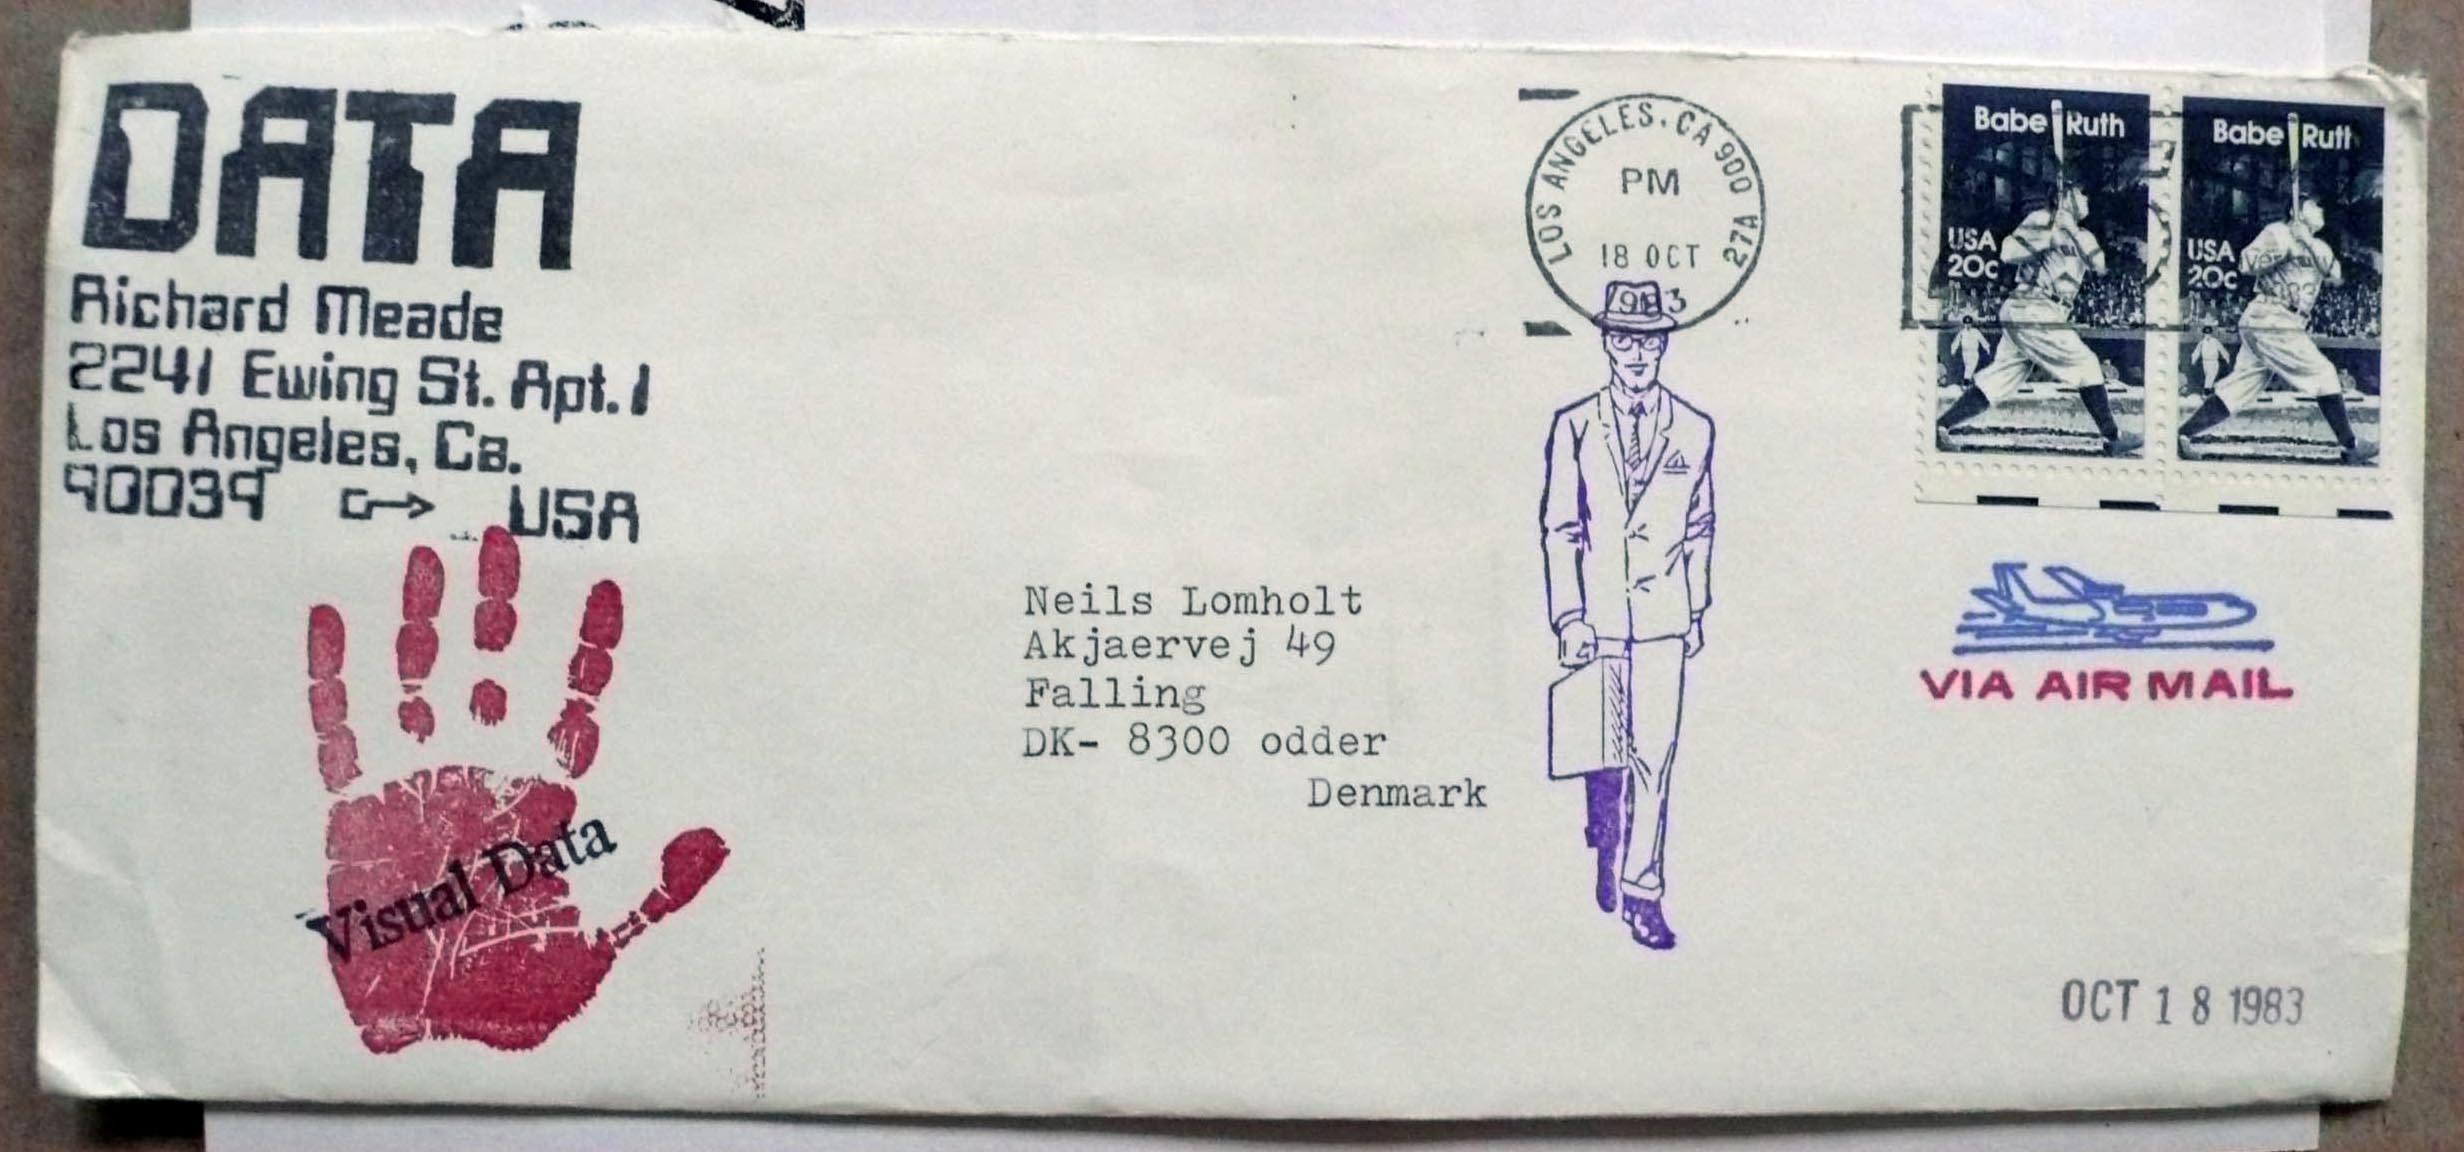 DATA
Richard Meade
2241 Ewing St. Apt. 1
Los Angeles, Ca.
90039 USA
Visual Data
Neils Lomholt
Akjaervej 49
Falling
DK- 8300 odder
Denmark
LOS ANGELES, CA 900 27A
PM
18 OCT
1983
Babe Ruth
USA
20c
Babe Ruth
USA
20c
VIA AIR MAIL
OCT 18 1983